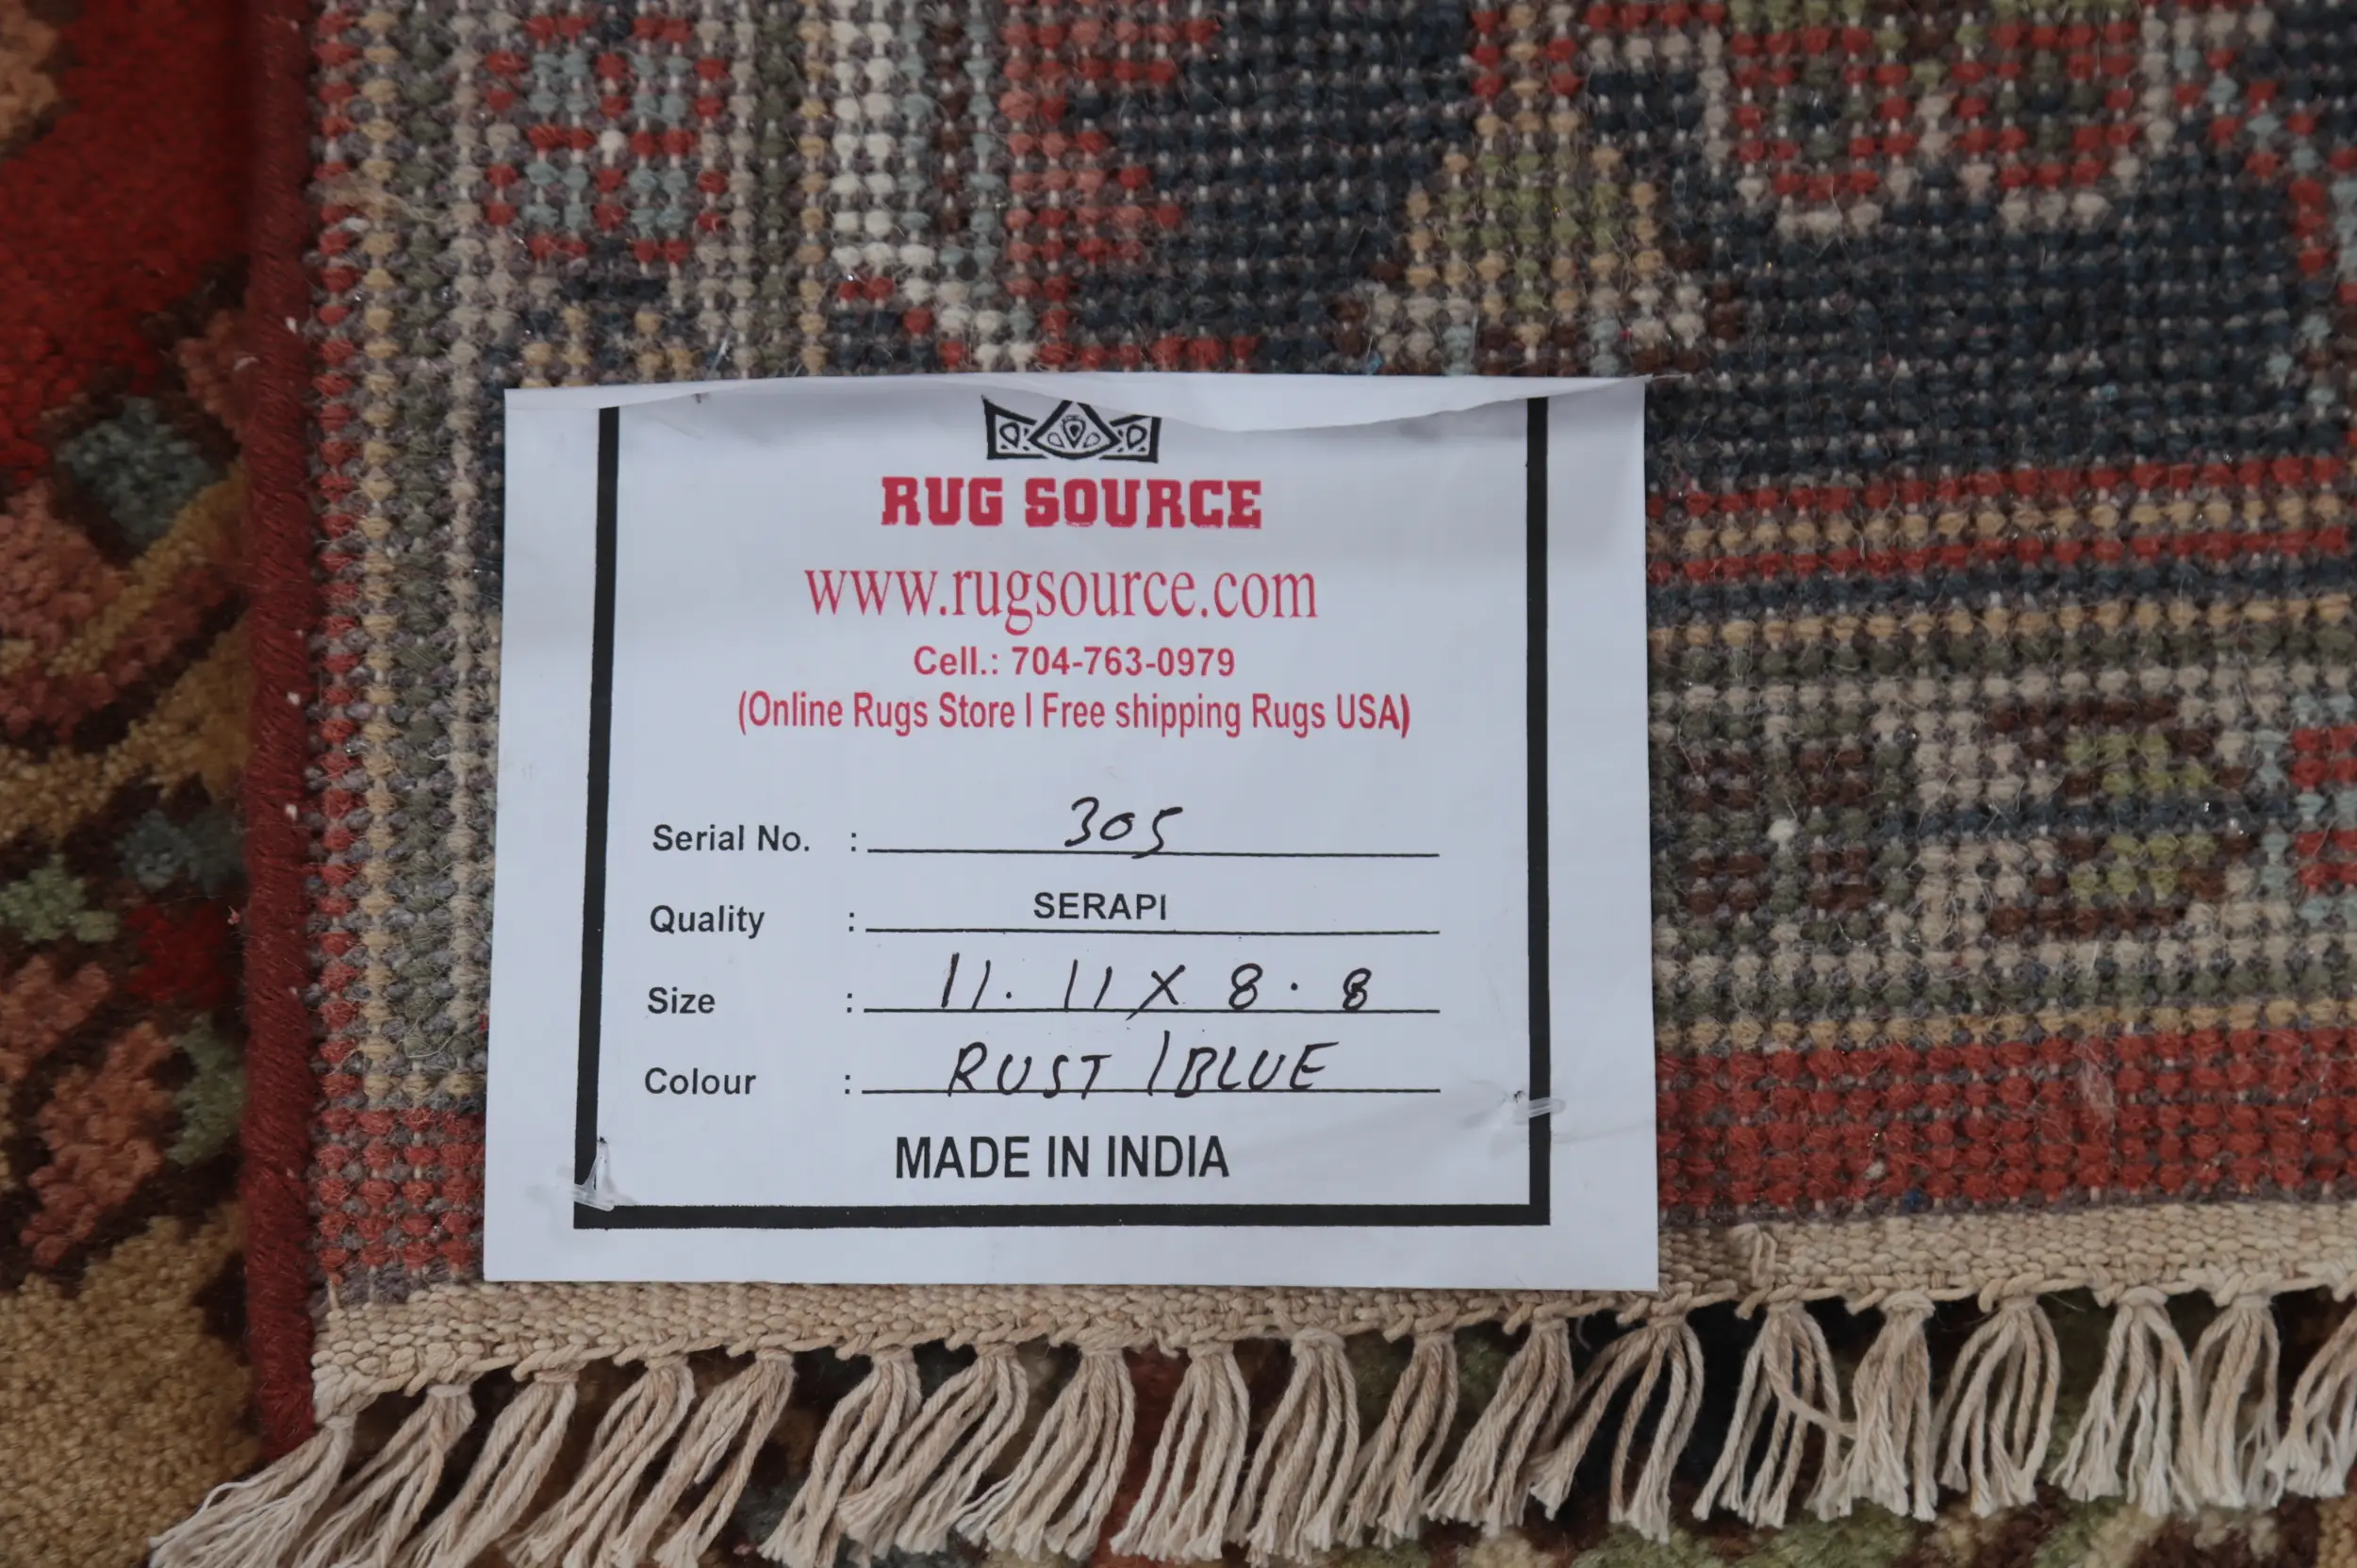 RUG SOURCE
www.rugsource.com
Cell.: 704-763-0979
(Online Rugs Store | Free shipping Rugs USA)
Serial No. : 305
Quality : SERAPI
Size : 11.11 X 8.8
Colour : RUST / BLUE
MADE IN INDIA